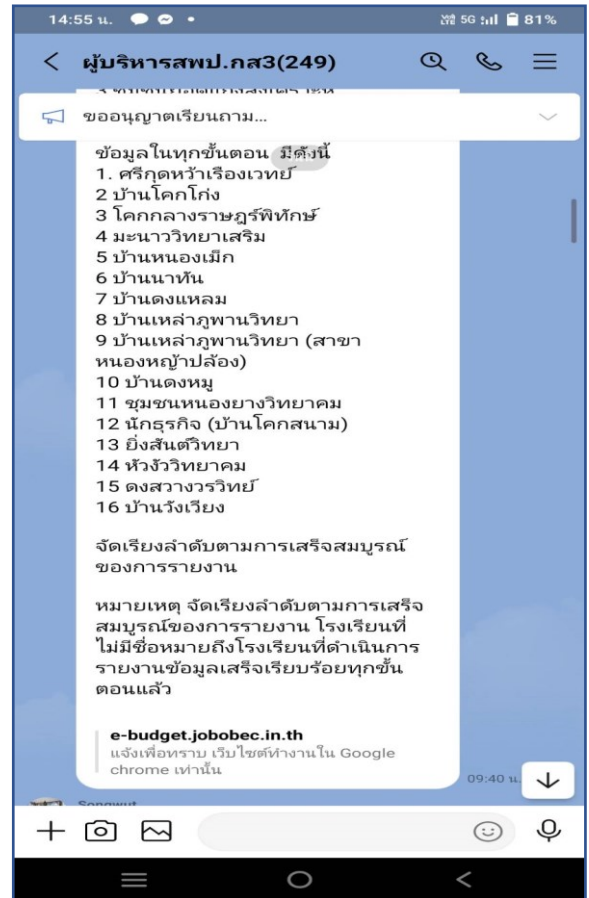 14:55 น.
5G 81%
ผู้บริหารสพป.กส3(249)
ขออนุญาตเรียนถาม...
ข้อมูลในทุกขั้นตอน มีดังนี้
1. ศรีกุดหว้าเรืองเวทย์
2 บ้านโคกโก่ง
3 โคกกลางราษฎร์พิทักษ์
4 มะนาววิทยาเสริม
5 บ้านหนองเม็ก
6 บ้านนาทัน
7 บ้านดงแหลม
8 บ้านเหล่าภูพานวิทยา
9 บ้านเหล่าภูพานวิทยา (สาขา
หนองหญ้าปล้อง)
10 บ้านดงหมู
11 ชุมชนหนองยางวิทยาคม
12 นักธุรกิจ (บ้านโคกสนาม)
13 ยิ่งสันต์วิทยา
14 หัวงัววิทยาคม
15 ดงสวางวรวิทย์
16 บ้านวังเวียง
จัดเรียงลำดับตามการเสร็จสมบูรณ์
ของการรายงาน
หมายเหตุ จัดเรียงลำดับตามการเสร็จ
สมบูรณ์ของการรายงาน โรงเรียนที่
ไม่มีชื่อหมายถึงโรงเรียนที่ดำเนินการ
รายงานข้อมูลเสร็จเรียบร้อยทุกขั้น
ตอนแล้ว
e-budget.jobobec.in.th
แจ้งเพื่อทราบ เว็บไซต์ทำงานใน Google
chrome เท่านั้น
09:40 น.
Songwut